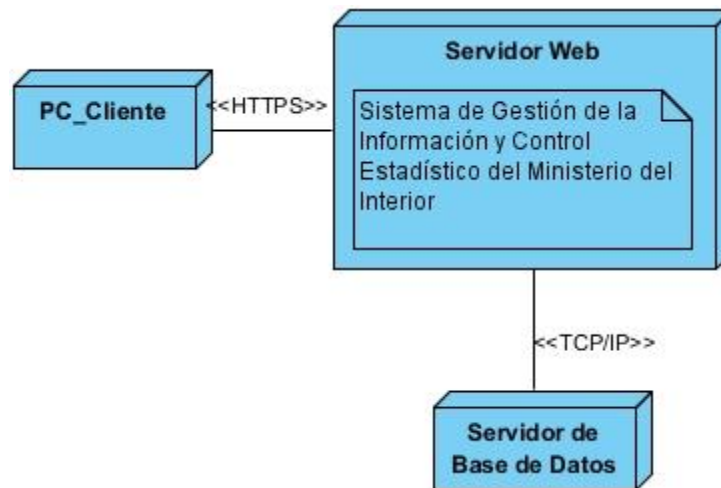 Servidor Web
PC_Cliente
<<HTTPS>>
Sistema de Gestión de la
Información y Control
Estadístico del Ministerio del
Interior
<<TCP/IP>>
Servidor de
Base de Datos